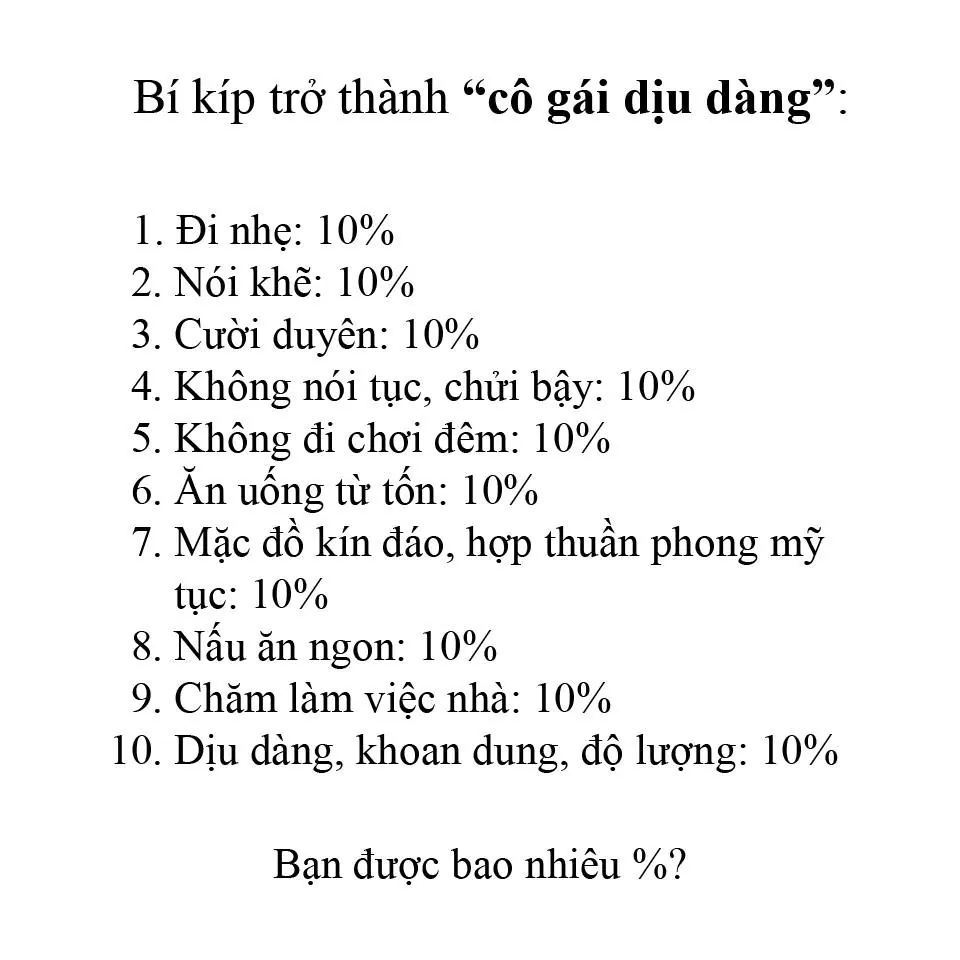 Bí kíp trở thành “cô gái dịu dàng”:
1. Đi nhẹ: 10%
2. Nói khẽ: 10%
3. Cười duyên: 10%
4. Không nói tục, chửi bậy: 10%
5. Không đi chơi đêm: 10%
6. Ăn uống từ tốn: 10%
7. Mặc đồ kín đáo, hợp thuần phong mỹ
tục: 10%
8. Nấu ăn ngon: 10%
9. Chăm làm việc nhà: 10%
10. Dịu dàng, khoan dung, độ lượng: 10%
Bạn được bao nhiêu %?